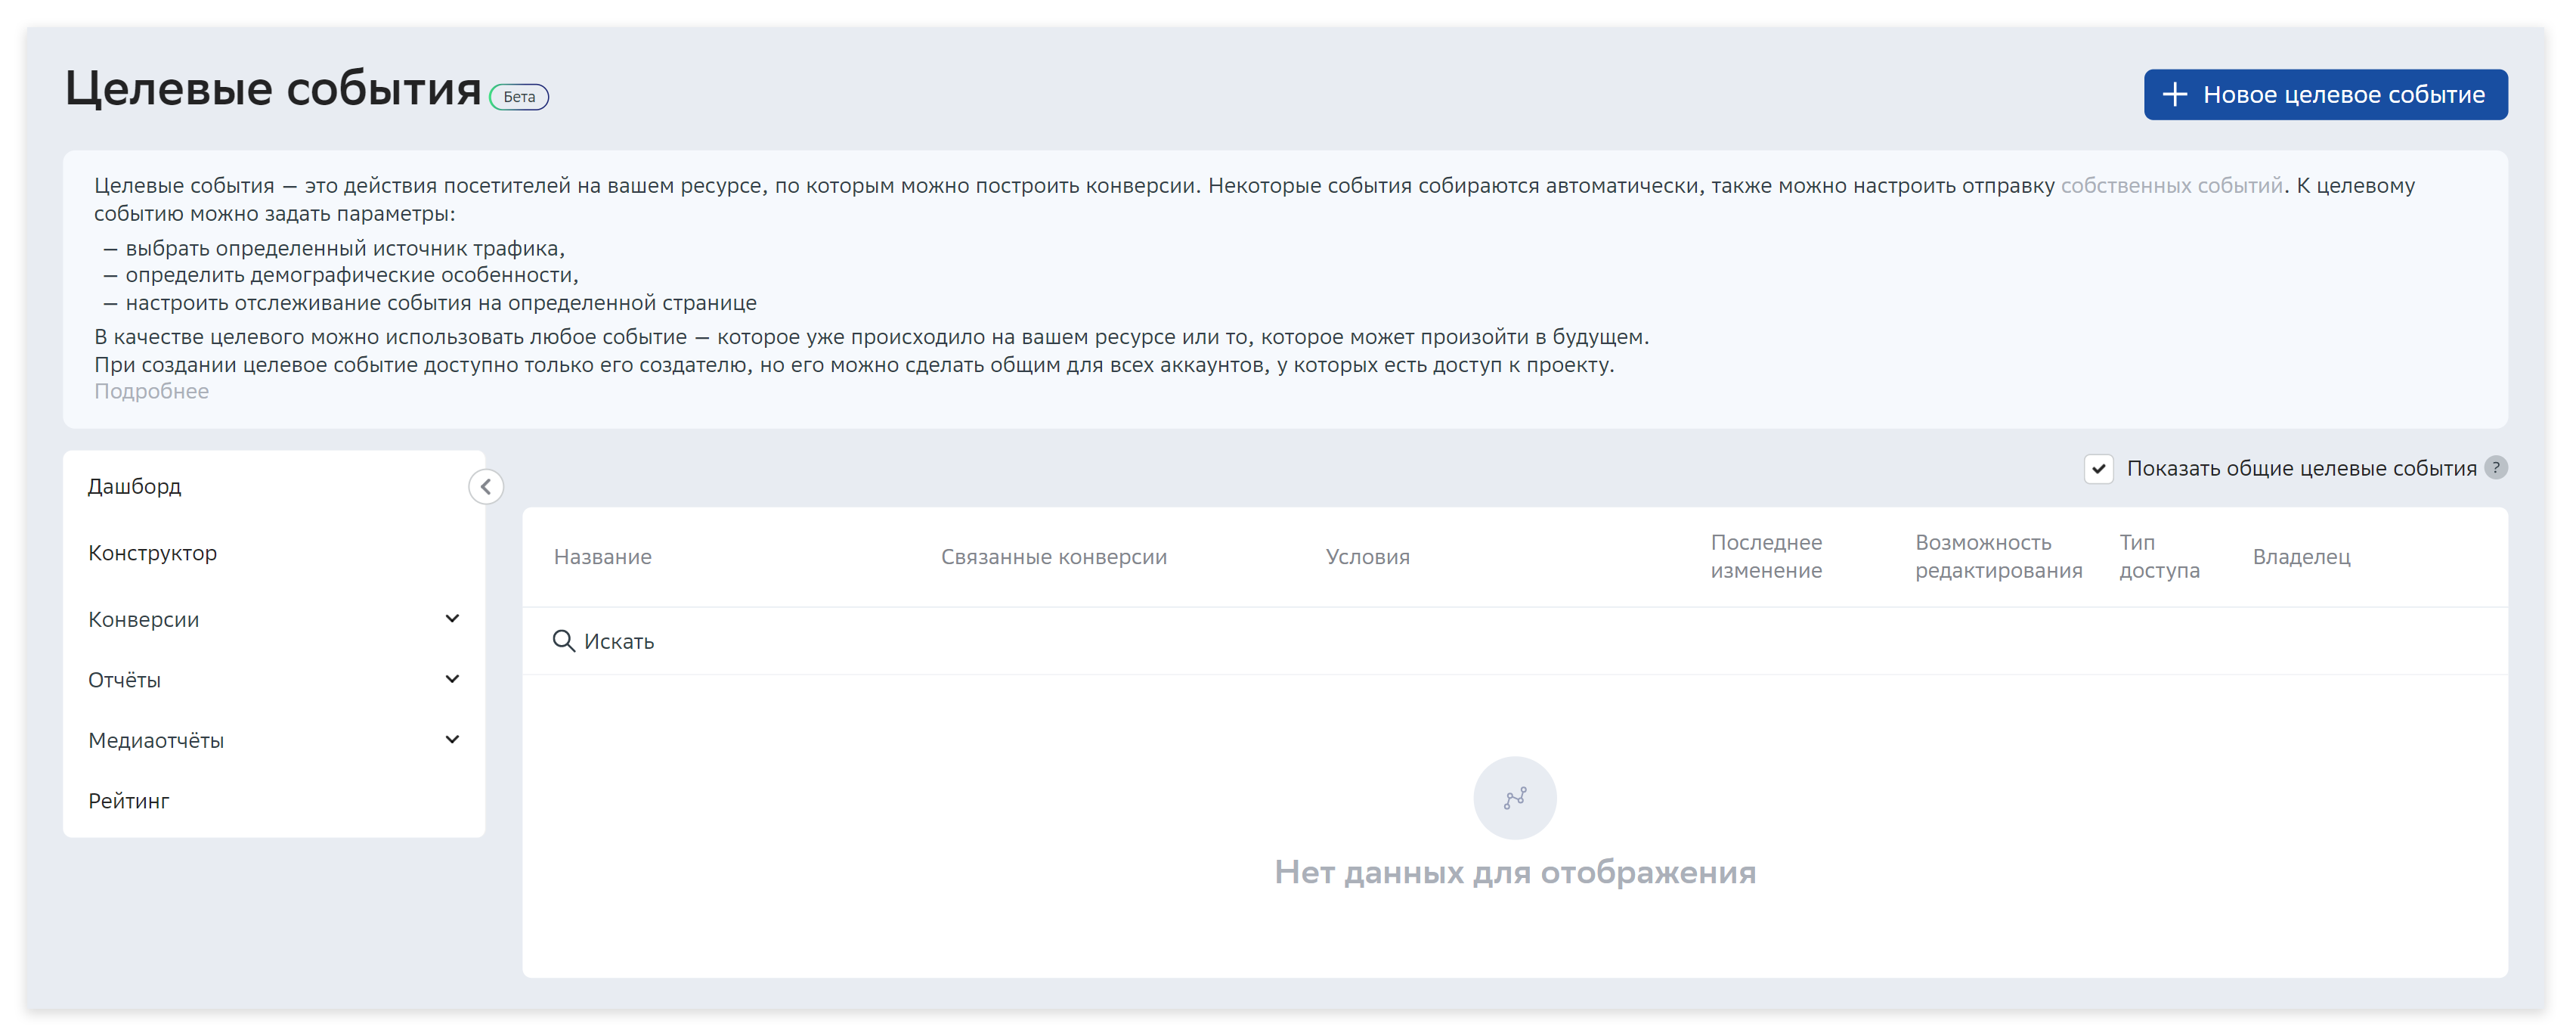 Целевые события Бета
+ Новое целевое событие
Целевые события — это действия посетителей на вашем ресурсе, по которым можно построить конверсии. Некоторые события собираются автоматически, также можно настроить отправку собственных событий. К целевому
событию можно задать параметры:
— выбрать определенный источник трафика,
— определить демографические особенности,
— настроить отслеживание события на определенной странице
В качестве целевого можно использовать любое событие — которое уже происходило на вашем ресурсе или то, которое может произойти в будущем.
При создании целевое событие доступно только его создателю, но его можно сделать общим для всех аккаунтов, у которых есть доступ к проекту.
Подробнее
Дашборд
Конструктор
Конверсии
Отчёты
Медиаотчёты
Рейтинг
Показать общие целевые события ?
Название
Связанные конверсии
Условия
Последнее
изменение
Возможность
редактирования
Тип
доступа
Владелец
Искать
Нет данных для отображения